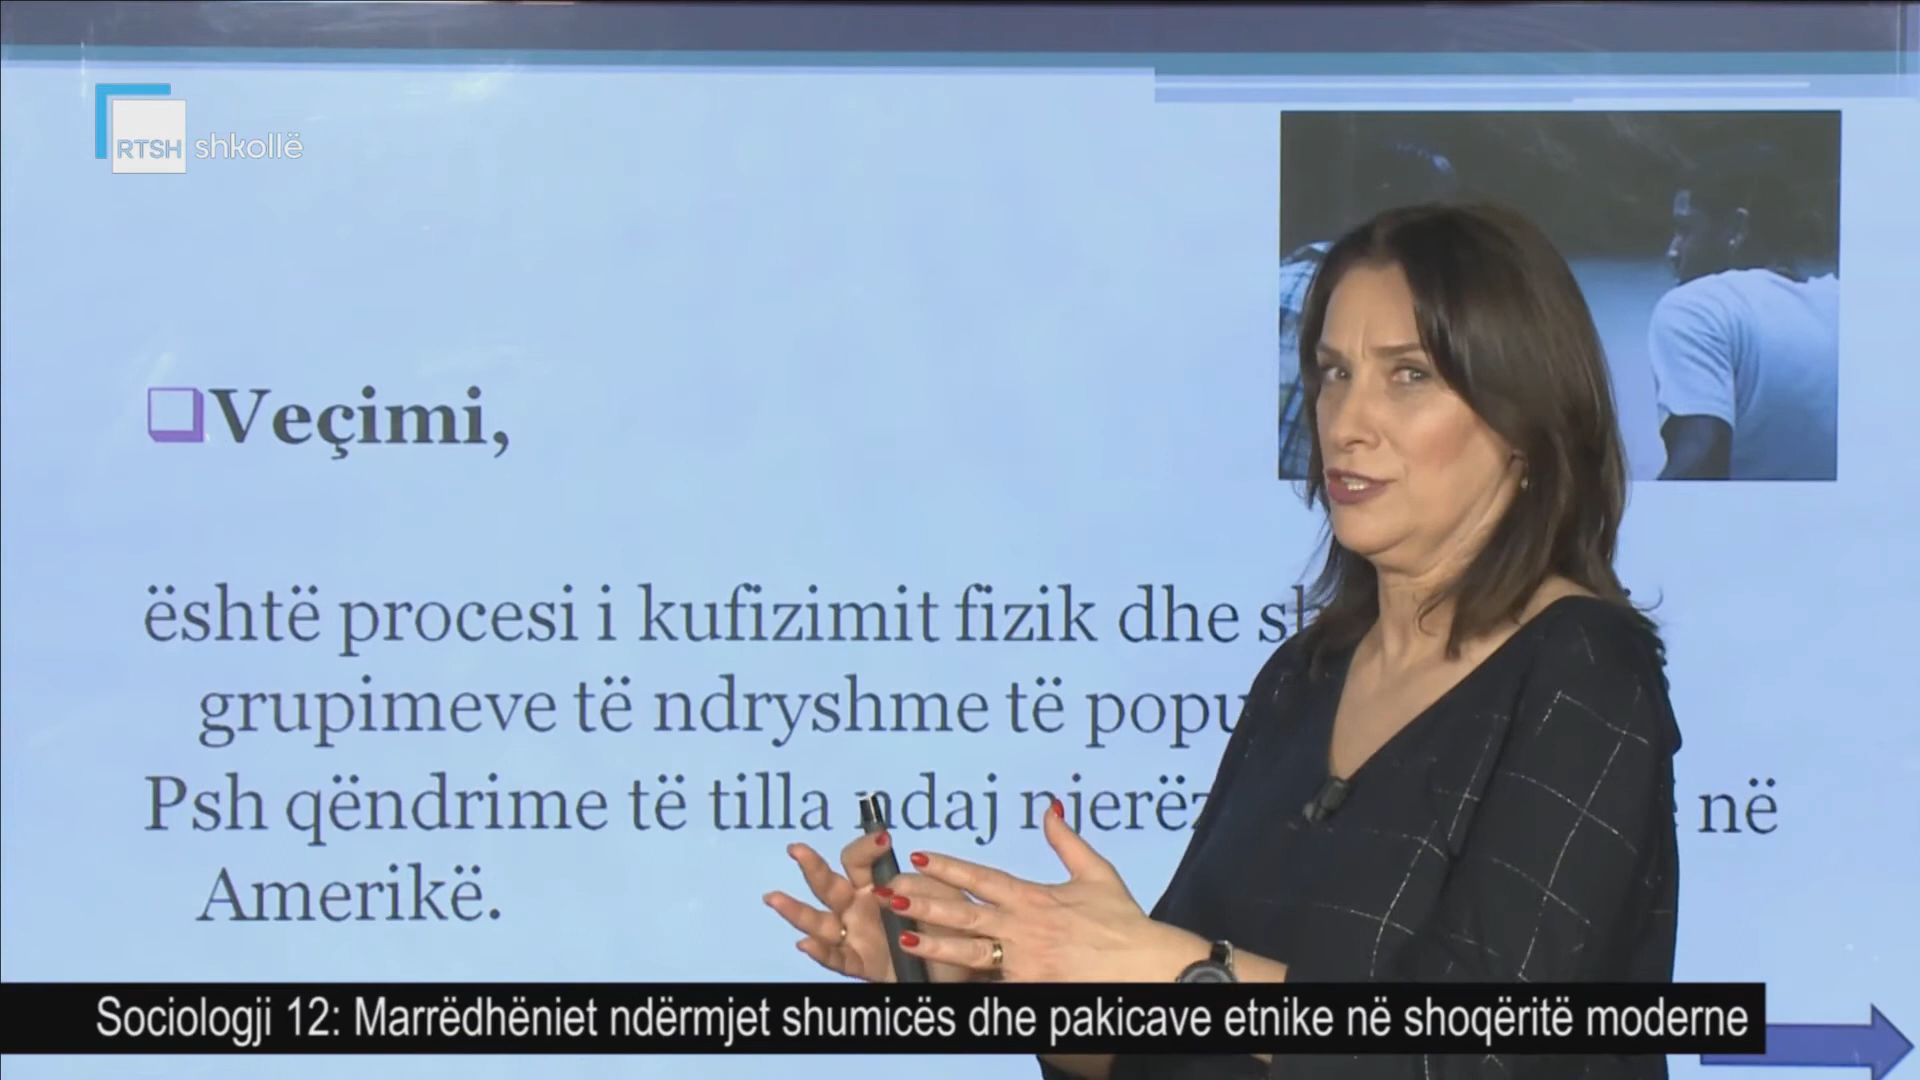 RTSH shkollë
Veçimi,
është procesi i kufizimit fizik dhe
grupimeve të ndryshme të
Psh qëndrime të tilla ndaj në
Amerikë.
Sociologji 12: Marrëdhëniet ndërmjet shumicës dhe pakicave etnike në shoqëritë moderne